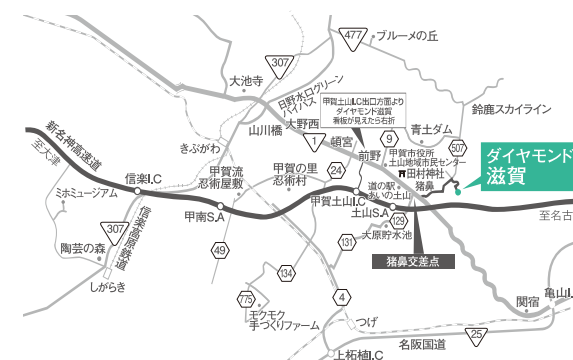 477
ブルーメの丘
307
大池寺
日野水口グリーン
バイパス
甲賀土山I.C出口方面より
ダイヤモンド滋賀
看板が見えたら右折
鈴鹿スカイライン
山川橋
大野西
1
頓宮
9
青土ダム
新名神高速道
至大津
きぶがわ
前野
甲賀市役所
土山地域市民センター
507
ダイヤモンド
滋賀
信楽I.C
甲賀流
忍術屋敷
甲賀の里
忍術村
24
田村神社
道の駅
あいの土山
猪鼻
ミホミュージアム
甲南S.A
甲賀土山I.C
土山S.A
至名古
307
信楽高原鉄道
129
大原貯水池
陶芸の森
49
131
猪鼻交差点
しがらき
134
775
モクモク
手づくりファーム
4
つげ
関宿
亀山I.
25
名阪国道
上柘植I.C